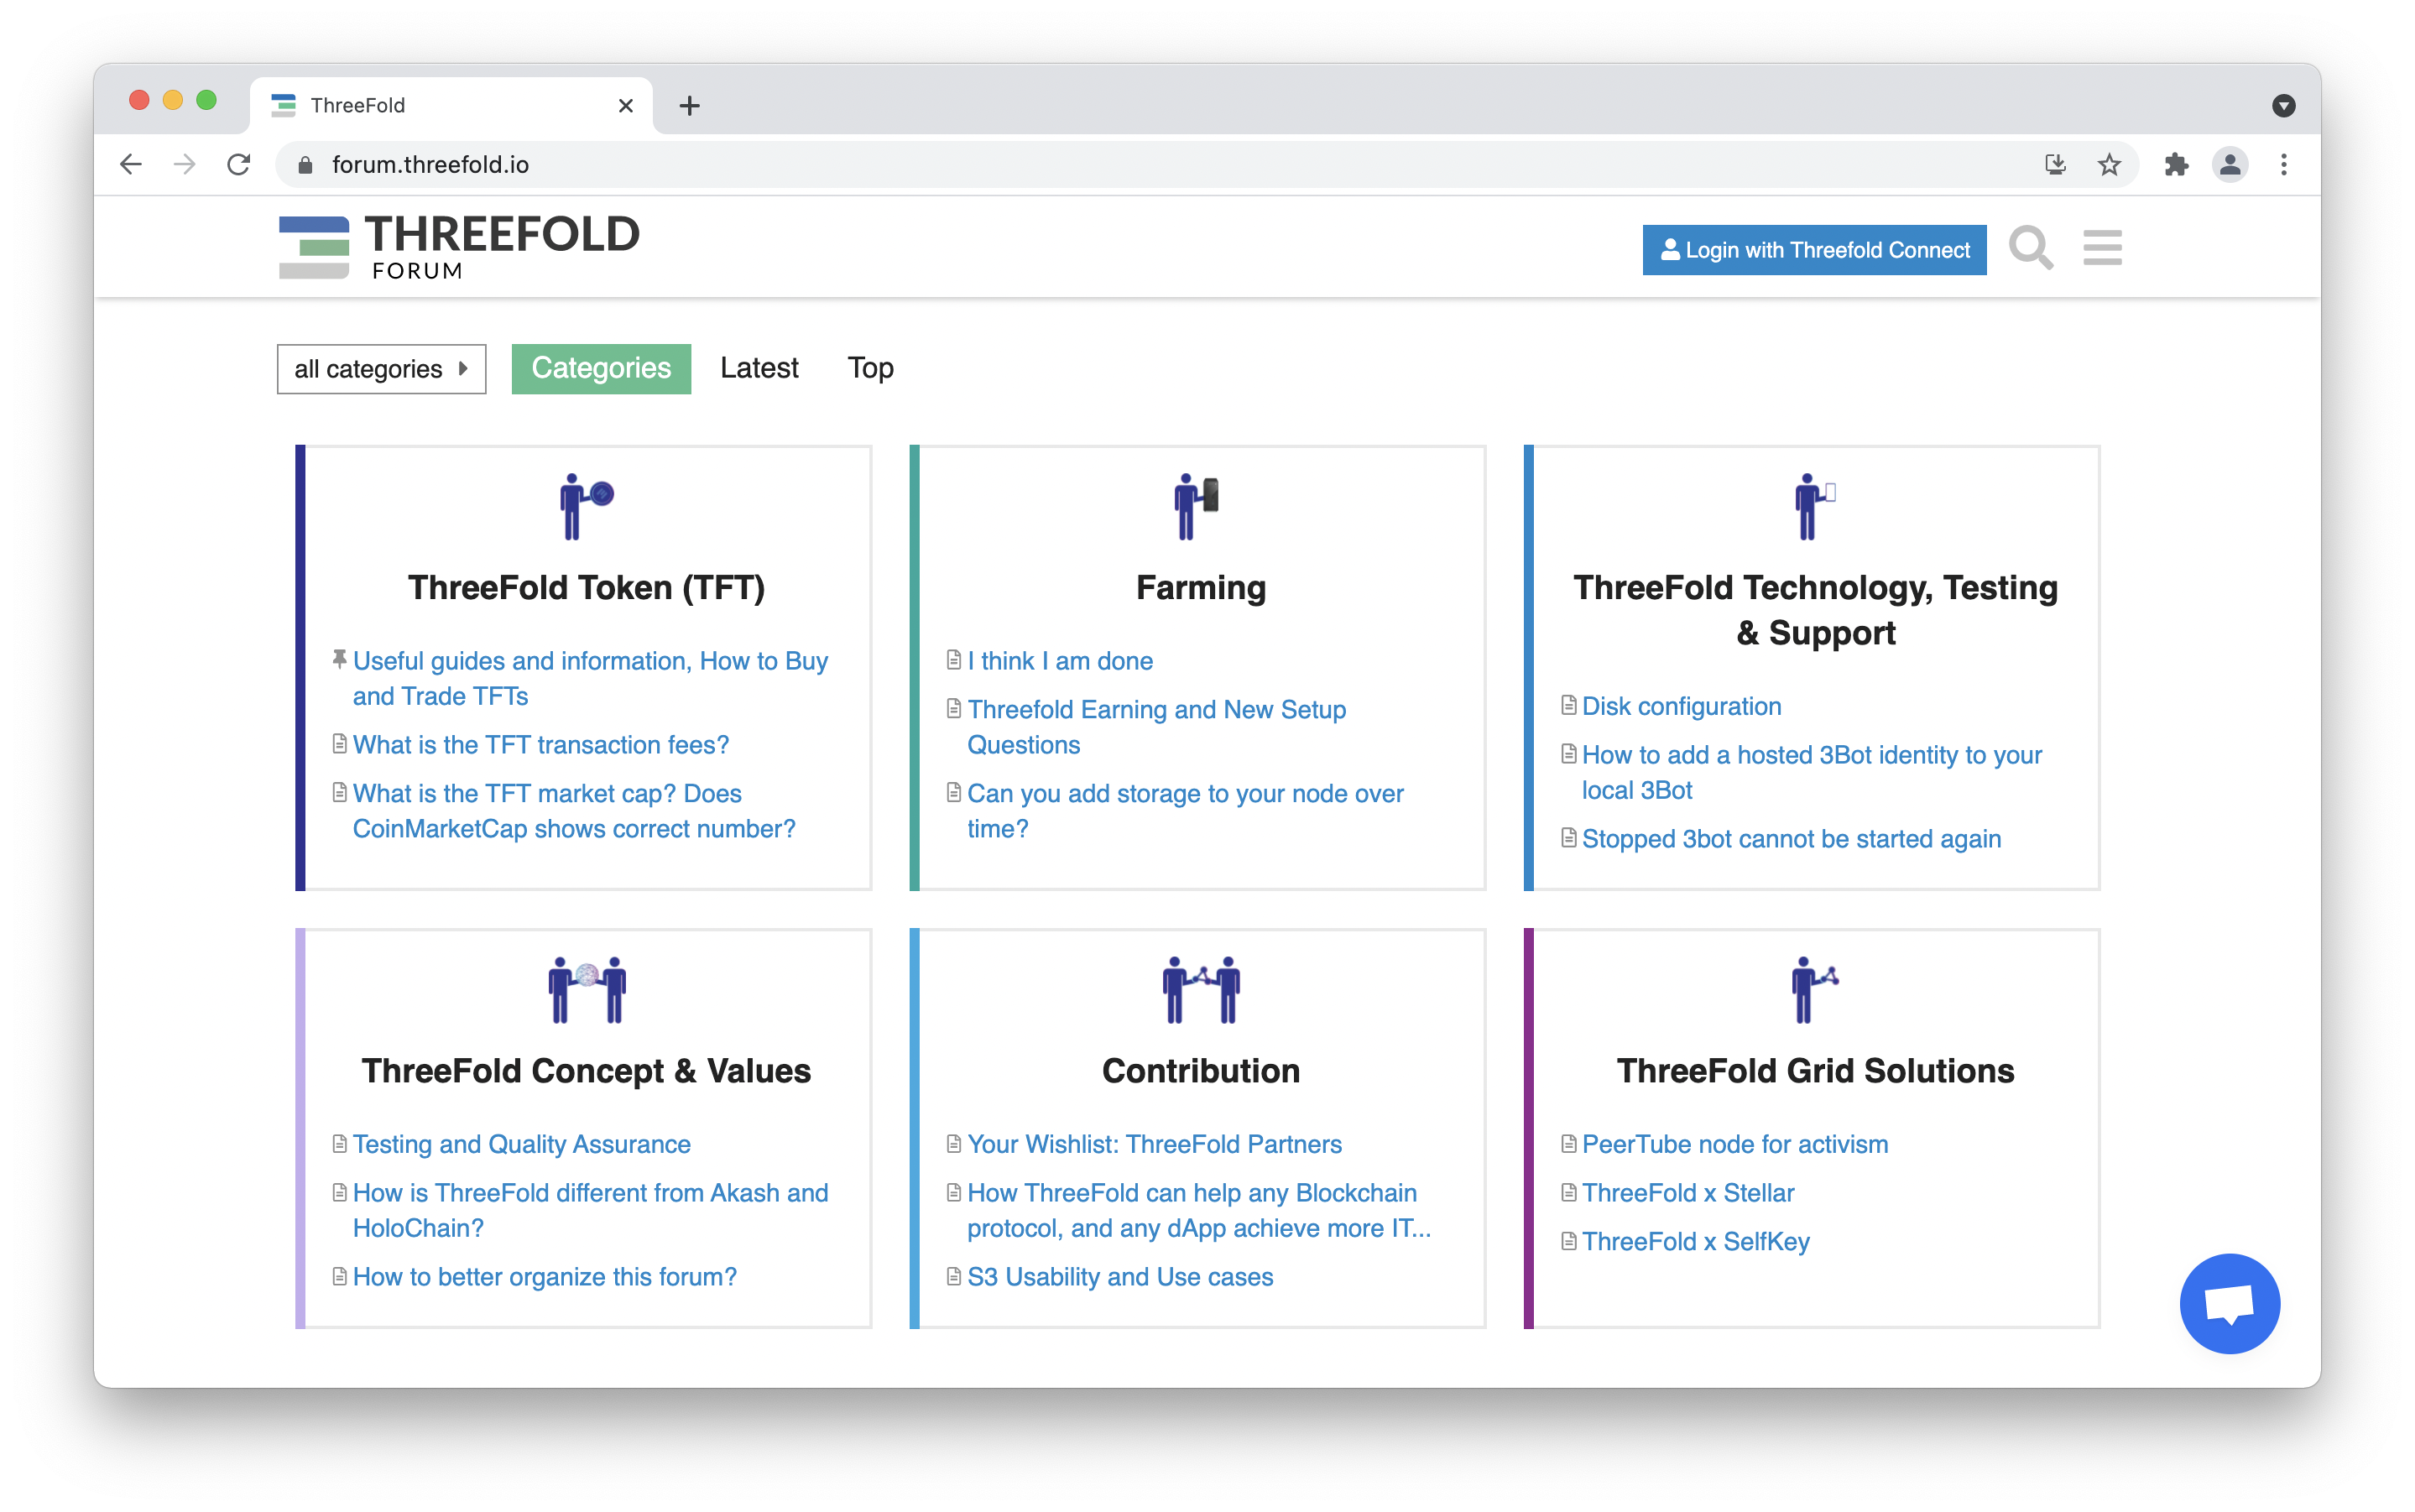 ThreeFold
forum.threefold.io
THREEFOLD
FORUM
Login with Threefold Connect
all categories
Categories
Latest
Top
ThreeFold Token (TFT)
Useful guides and information, How to Buy
and Trade TFTs
What is the TFT transaction fees?
What is the TFT market cap? Does
CoinMarketCap shows correct number?
Farming
I think I am done
Threefold Earning and New Setup
Questions
Can you add storage to your node over
time?
ThreeFold Technology, Testing
& Support
Disk configuration
How to add a hosted 3Bot identity to your
local 3Bot
Stopped 3bot cannot be started again
ThreeFold Concept & Values
Testing and Quality Assurance
How is ThreeFold different from Akash and
HoloChain?
How to better organize this forum?
Contribution
Your Wishlist: ThreeFold Partners
How ThreeFold can help any Blockchain
protocol, and any dApp achieve more IT...
S3 Usability and Use cases
ThreeFold Grid Solutions
PeerTube node for activism
ThreeFold x Stellar
ThreeFold x SelfKey